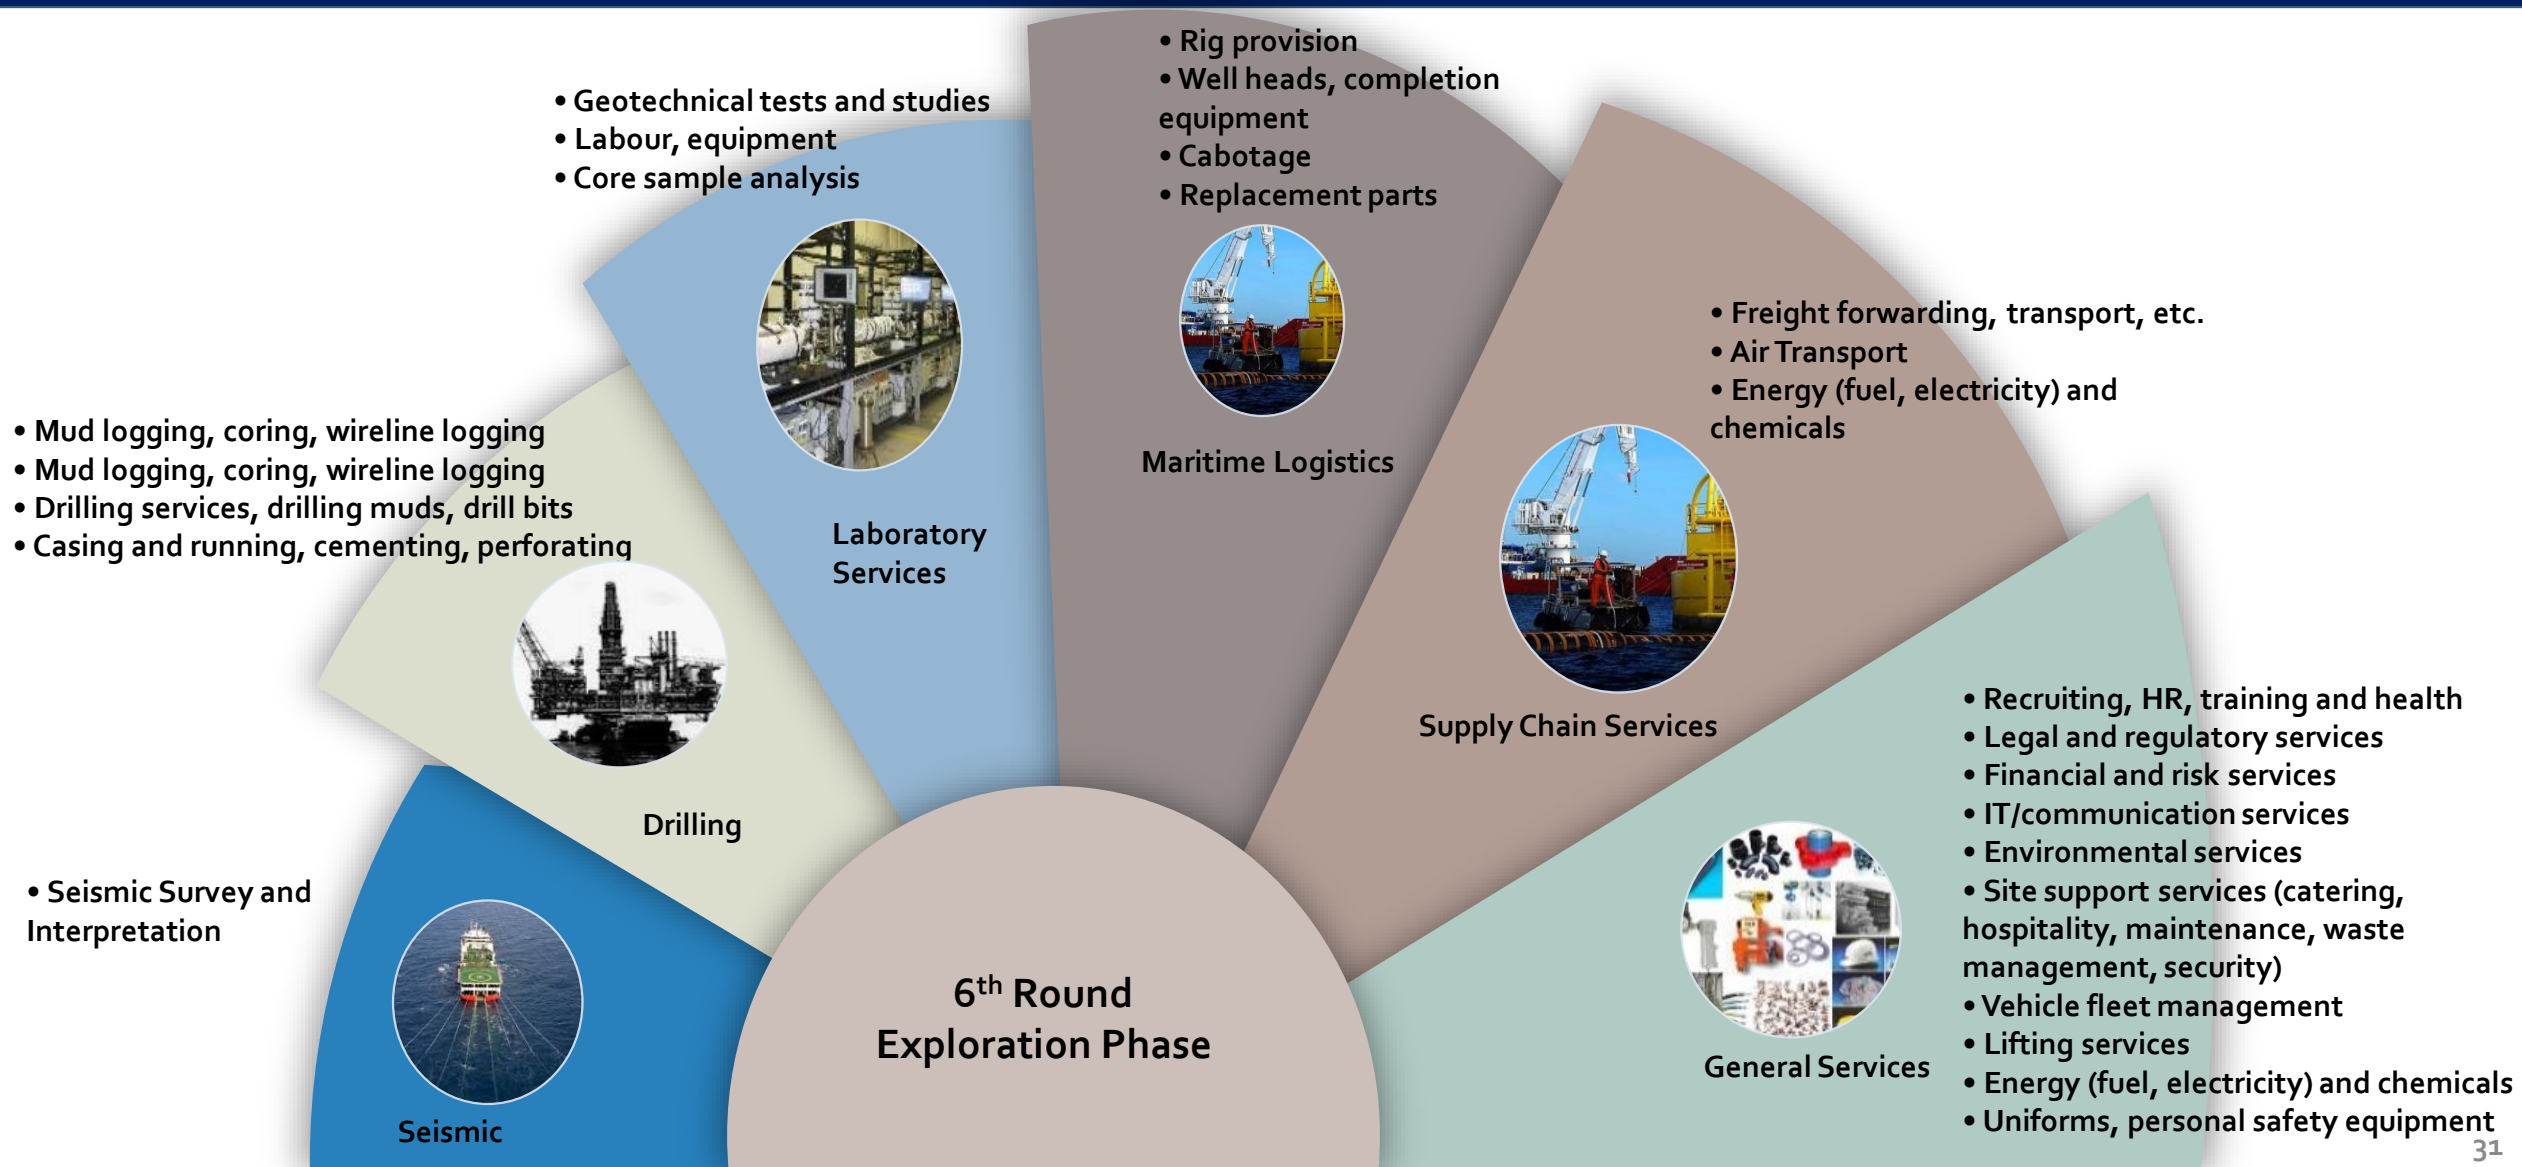 • Rig provision
• Well heads, completion
equipment
• Cabotage
• Replacement parts
Maritime Logistics
• Geotechnical tests and studies
• Labour, equipment
• Core sample analysis
Laboratory
Services
• Freight forwarding, transport, etc.
• Air Transport
• Energy (fuel, electricity) and
chemicals
Supply Chain Services
• Mud logging, coring, wireline logging
• Mud logging, coring, wireline logging
• Drilling services, drilling muds, drill bits
• Casing and running, cementing, perforating
Drilling
• Recruiting, HR, training and health
• Legal and regulatory services
• Financial and risk services
• IT/communication services
• Environmental services
• Site support services (catering,
hospitality, maintenance, waste
management, security)
• Vehicle fleet management
• Lifting services
• Energy (fuel, electricity) and chemicals
• Uniforms, personal safety equipment
General Services
• Seismic Survey and
Interpretation
Seismic
6th Round
Exploration Phase
31